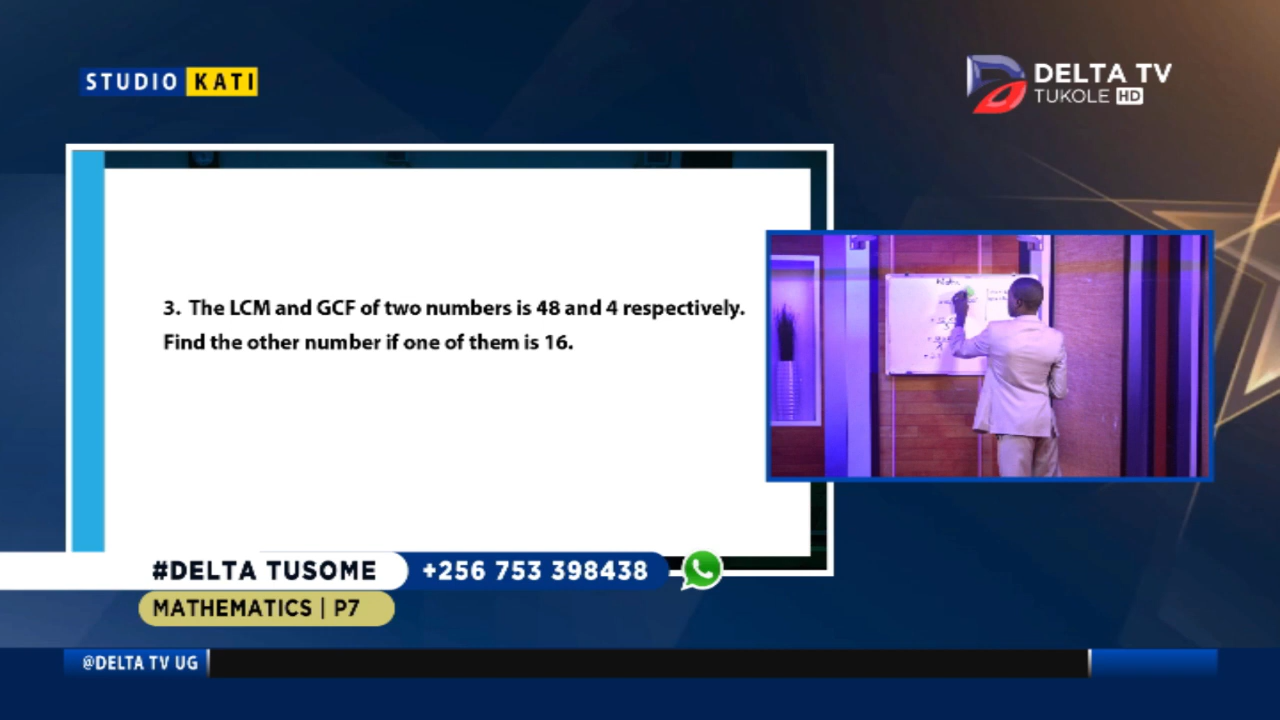 STUDIO KATI
DELTA TV
TUKOLE HD
3. The LCM and GCF of two numbers is 48 and 4 respectively.
Find the other number if one of them is 16.
#DELTA TUSOME +256 753 398438
MATHEMATICS | P7
@DELTA TV UG